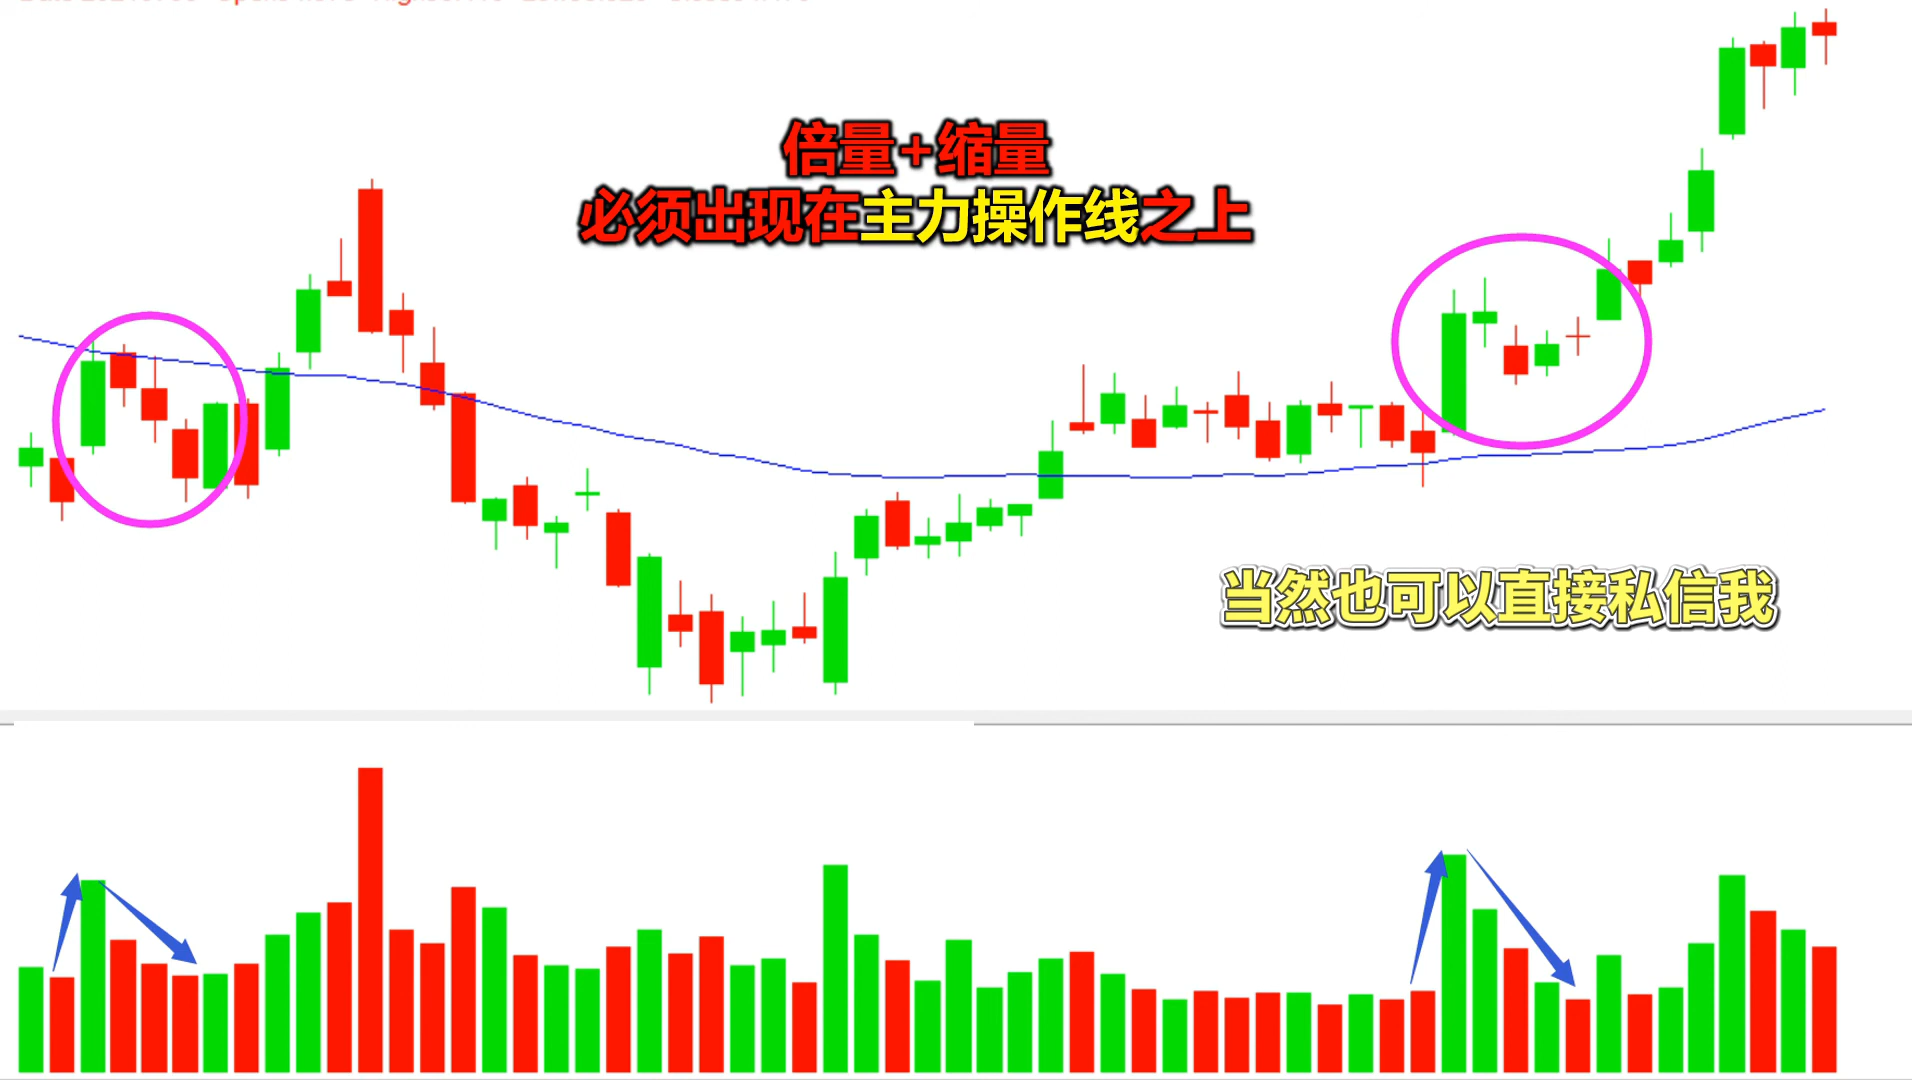 倍量+缩量
必须出现在主力操作线之上
当然也可以直接私信我